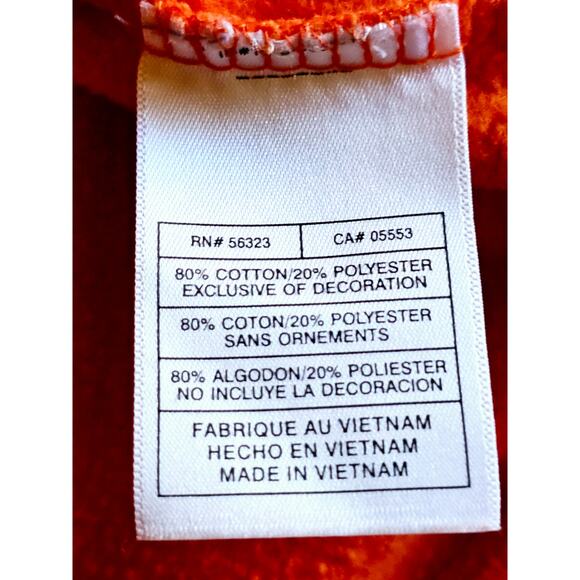 RN# 56323 CA# 05553
80% COTTON/20% POLYESTER
EXCLUSIVE OF DECORATION
80% COTON/20% POLYESTER
SANS ORNEMENTS
80% ALGODON/20% POLIESTER
NO INCLUYE LA DECORACION
FABRIQUE AU VIETNAM
HECHO EN VIETNAM
MADE IN VIETNAM